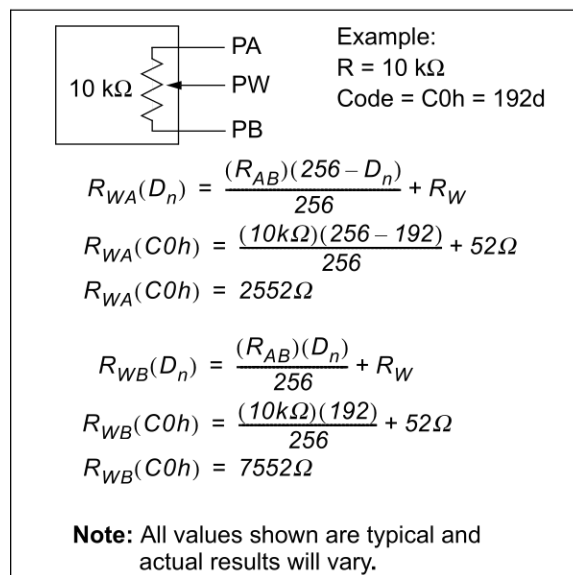 PA
10 kΩ
PW
PB
Example:
R = 10 kΩ
Code = C0h = 192d
R_WA(D_n) = (R_AB)(256 – D_n)/256 + R_W
R_WA(C0h) = (10kΩ)(256 – 192)/256 + 52Ω
R_WA(C0h) = 2552Ω
R_WB(D_n) = (R_AB)(D_n)/256 + R_W
R_WB(C0h) = (10kΩ)(192)/256 + 52Ω
R_WB(C0h) = 7552Ω
Note: All values shown are typical and
actual results will vary.